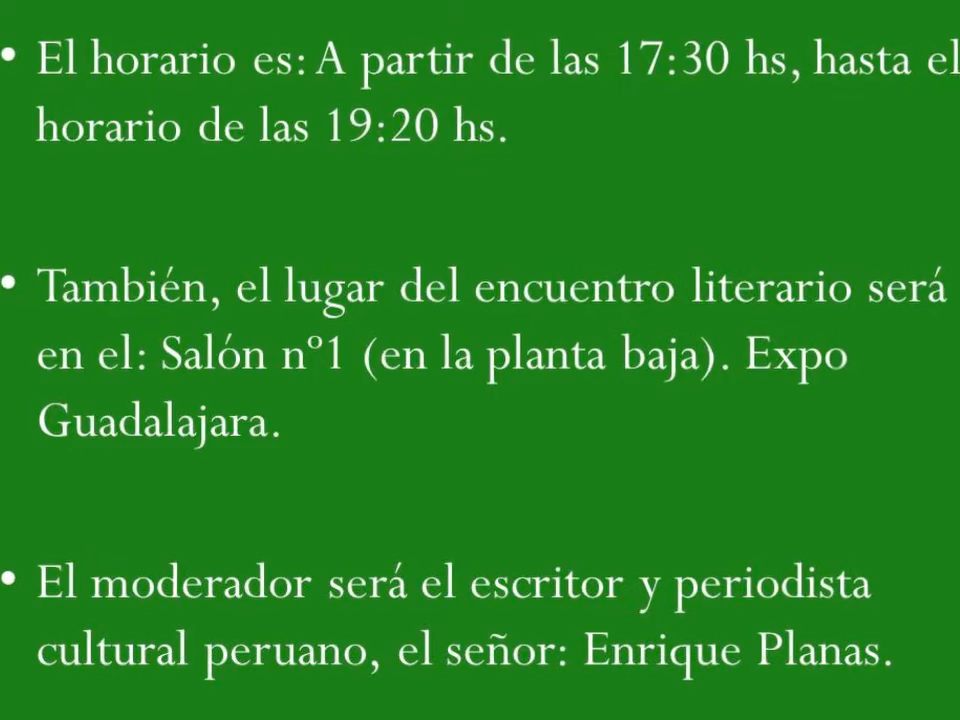 • El horario es: A partir de las 17:30 hs, hasta el
horario de las 19:20 hs.
• También, el lugar del encuentro literario será
en el: Salón nº1 (en la planta baja). Expo
Guadalajara.
• El moderador será el escritor y periodista
cultural peruano, el señor: Enrique Planas.